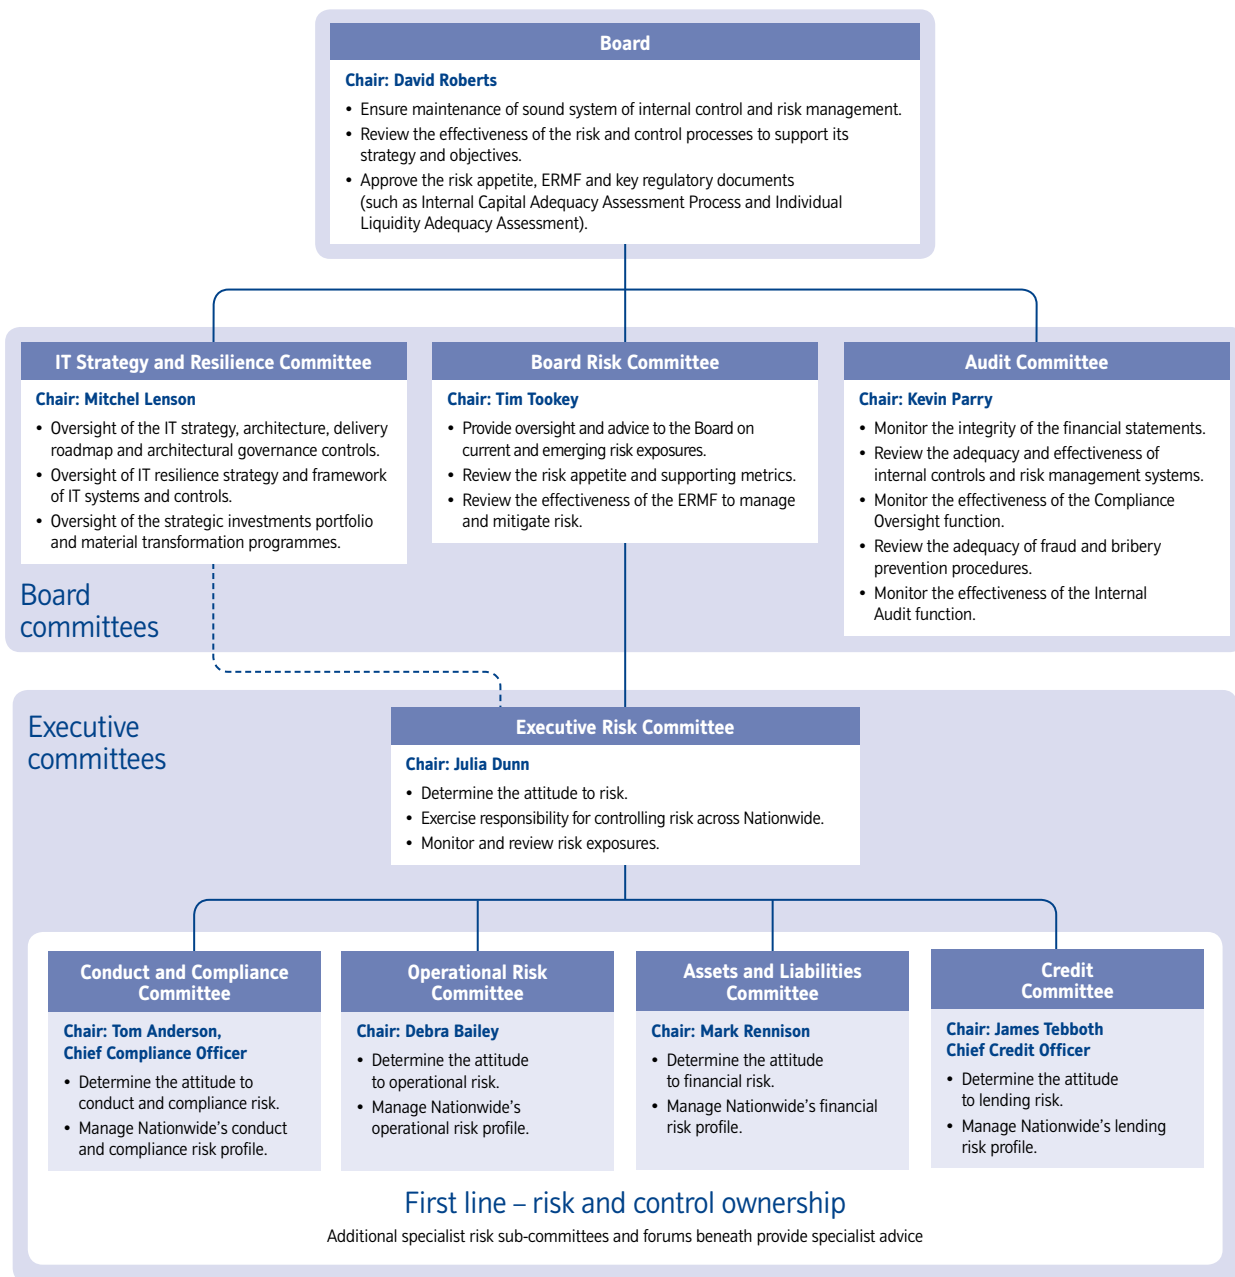 Board
Chair: David Roberts
• Ensure maintenance of sound system of internal control and risk management.
• Review the effectiveness of the risk and control processes to support its
strategy and objectives.
• Approve the risk appetite, ERMF and key regulatory documents
(such as Internal Capital Adequacy Assessment Process and Individual
Liquidity Adequacy Assessment).
IT Strategy and Resilience Committee
Chair: Mitchel Lenson
• Oversight of the IT strategy, architecture, delivery
roadmap and architectural governance controls.
• Oversight of IT resilience strategy and framework
of IT systems and controls.
• Oversight of the strategic investments portfolio
and material transformation programmes.
Board Risk Committee
Chair: Tim Tookey
• Provide oversight and advice to the Board on
current and emerging risk exposures.
• Review the risk appetite and supporting metrics.
• Review the effectiveness of the ERMF to manage
and mitigate risk.
Audit Committee
Chair: Kevin Parry
• Monitor the integrity of the financial statements.
• Review the adequacy and effectiveness of
internal controls and risk management systems.
• Monitor the effectiveness of the Compliance
Oversight function.
• Review the adequacy of fraud and bribery
prevention procedures.
• Monitor the effectiveness of the Internal
Audit function.
Board
committees
Executive
committees
Executive Risk Committee
Chair: Julia Dunn
• Determine the attitude to risk.
• Exercise responsibility for controlling risk across Nationwide.
• Monitor and review risk exposures.
Conduct and Compliance
Committee
Chair: Tom Anderson,
Chief Compliance Officer
• Determine the attitude to
conduct and compliance risk.
• Manage Nationwide's conduct
and compliance risk profile.
Operational Risk
Committee
Chair: Debra Bailey
• Determine the attitude
to operational risk.
• Manage Nationwide's
operational risk profile.
Assets and Liabilities
Committee
Chair: Mark Rennison
• Determine the attitude
to financial risk.
• Manage Nationwide's financial
risk profile.
Credit
Committee
Chair: James Tebboth
Chief Credit Officer
• Determine the attitude
to lending risk.
• Manage Nationwide's lending
risk profile.
First line – risk and control ownership
Additional specialist risk sub-committees and forums beneath provide specialist advice